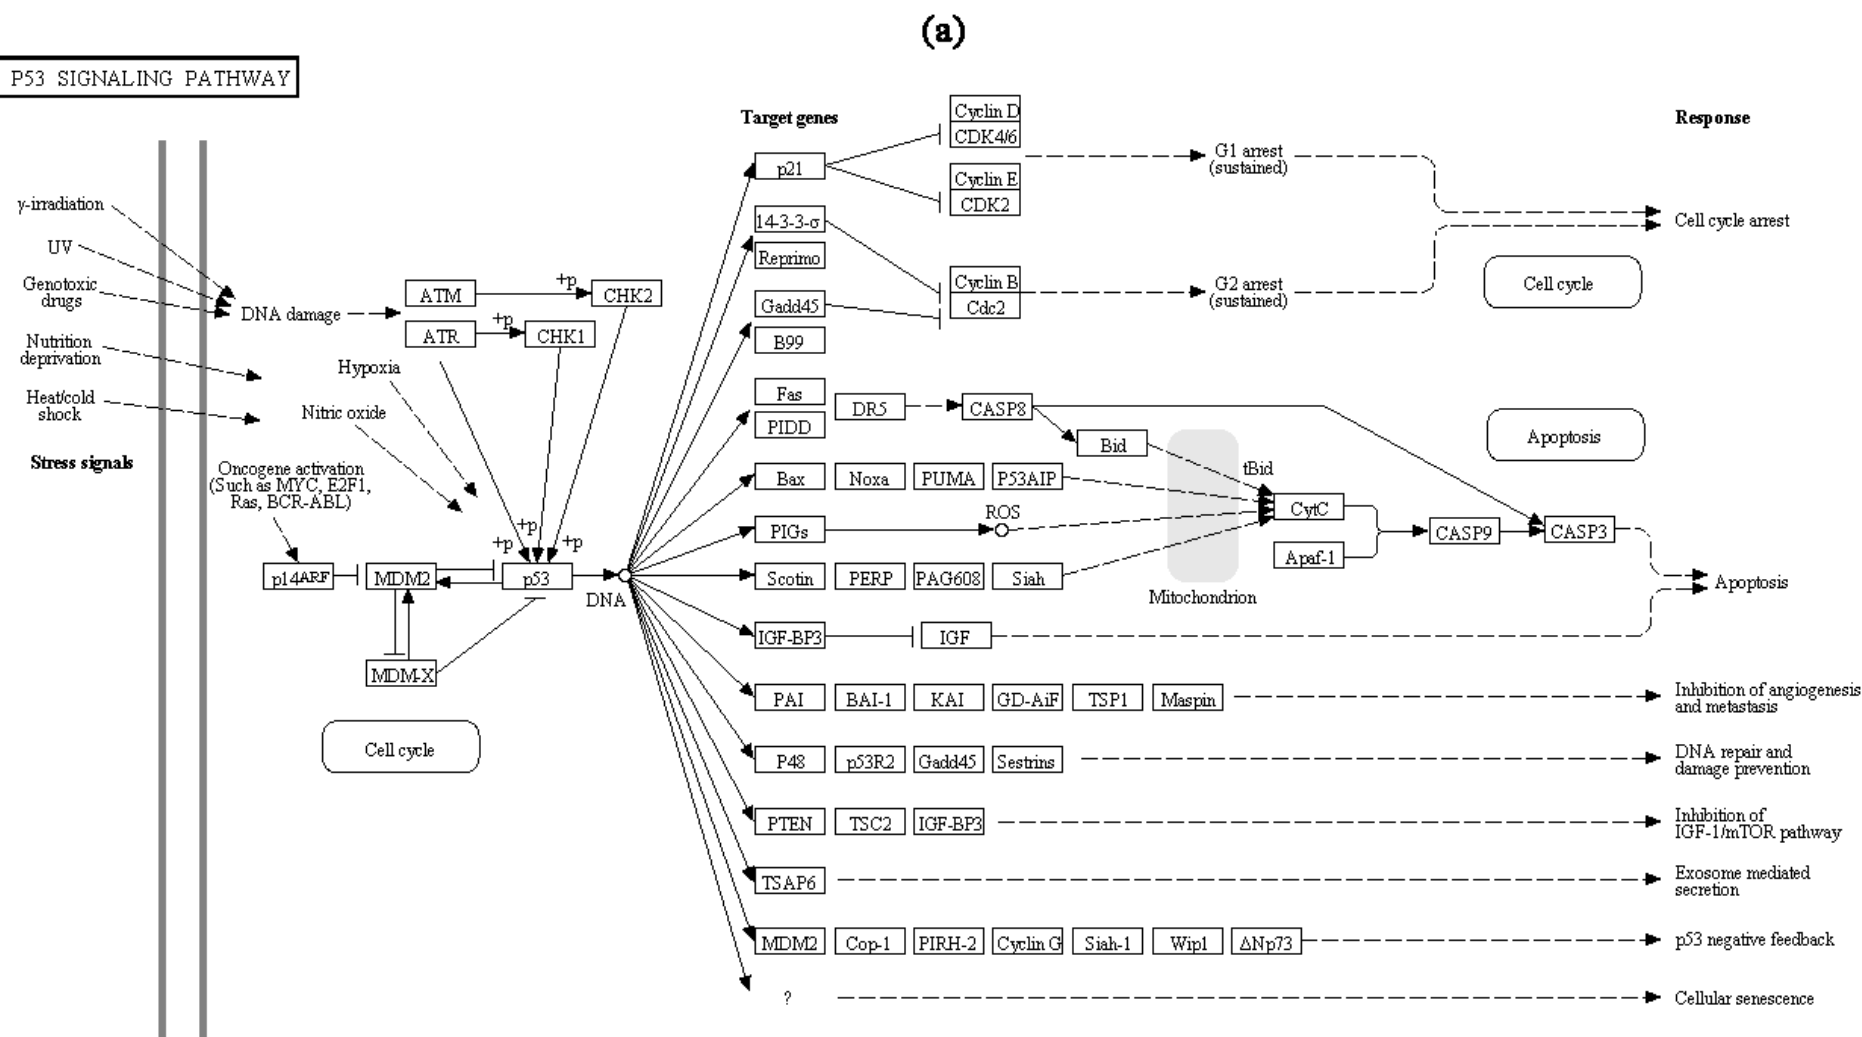 (a)
P53 SIGNALING PATHWAY
Target genes
Response
Stress signals
γ-irradiation
UV
Genotoxic
drugs
Nutrition
deprivation
Heat/cold
shock
DNA damage
ATM
+p
CHK2
ATR
+p
CHK1
Hypoxia
Nitric oxide
Oncogene activation
(Such as MYC, E2F1,
Ras, BCR-ABL)
+p
+p
+p
p14ARF
MDM2
p53
DNA
MDM-X
Cell cycle
p21
Cyclin D
CDK4/6
Cyclin E
CDK2
G1 arrest
(sustained)
14-3-3-σ
Reprimo
Gadd45
B99
Cyclin B
Cdc2
G2 arrest
(sustained)
Cell cycle arrest
Cell cycle
Fas
PIDD
DR5
CASP8
Bid
tBid
Apoptosis
Bax
Noxa
PUMA
P53AIP
CytC
PIGs
ROS
Apaf-1
CASP9
CASP3
Scotin
PERP
PAG608
Siah
Mitochondrion
Apoptosis
IGF-BP3
IGF
PAI
BAI-1
KAI
GD-AiF
TSP1
Maspin
Inhibition of angiogenesis
and metastasis
P48
p53R2
Gadd45
Sestrins
DNA repair and
damage prevention
PTEN
TSC2
IGF-BP3
Inhibition of
IGF-1/mTOR pathway
TSAP6
Exosome mediated
secretion
MDM2
Cop-1
PIRH-2
Cyclin G
Siah-1
Wip1
ΔNp73
p53 negative feedback
?
Cellular senescence